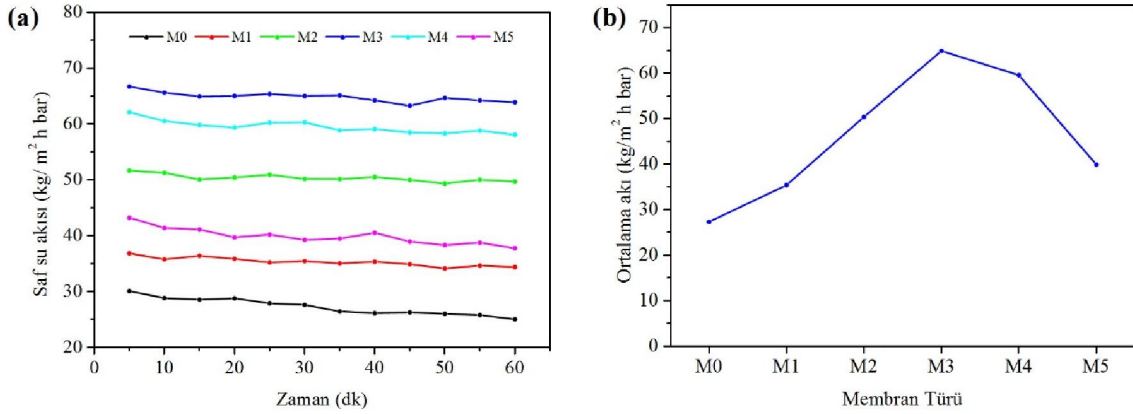 (a)
M0 M1 M2 M3 M4 M5
80
70
60
50
40
30
20
0 10 20 30 40 50 60
Saf su akısı (kg/ m² h bar)
Zaman (dk)
(b)
70
60
50
40
30
20
10
0
M0 M1 M2 M3 M4 M5
Ortalama akı (kg/m² h bar)
Membran Türü